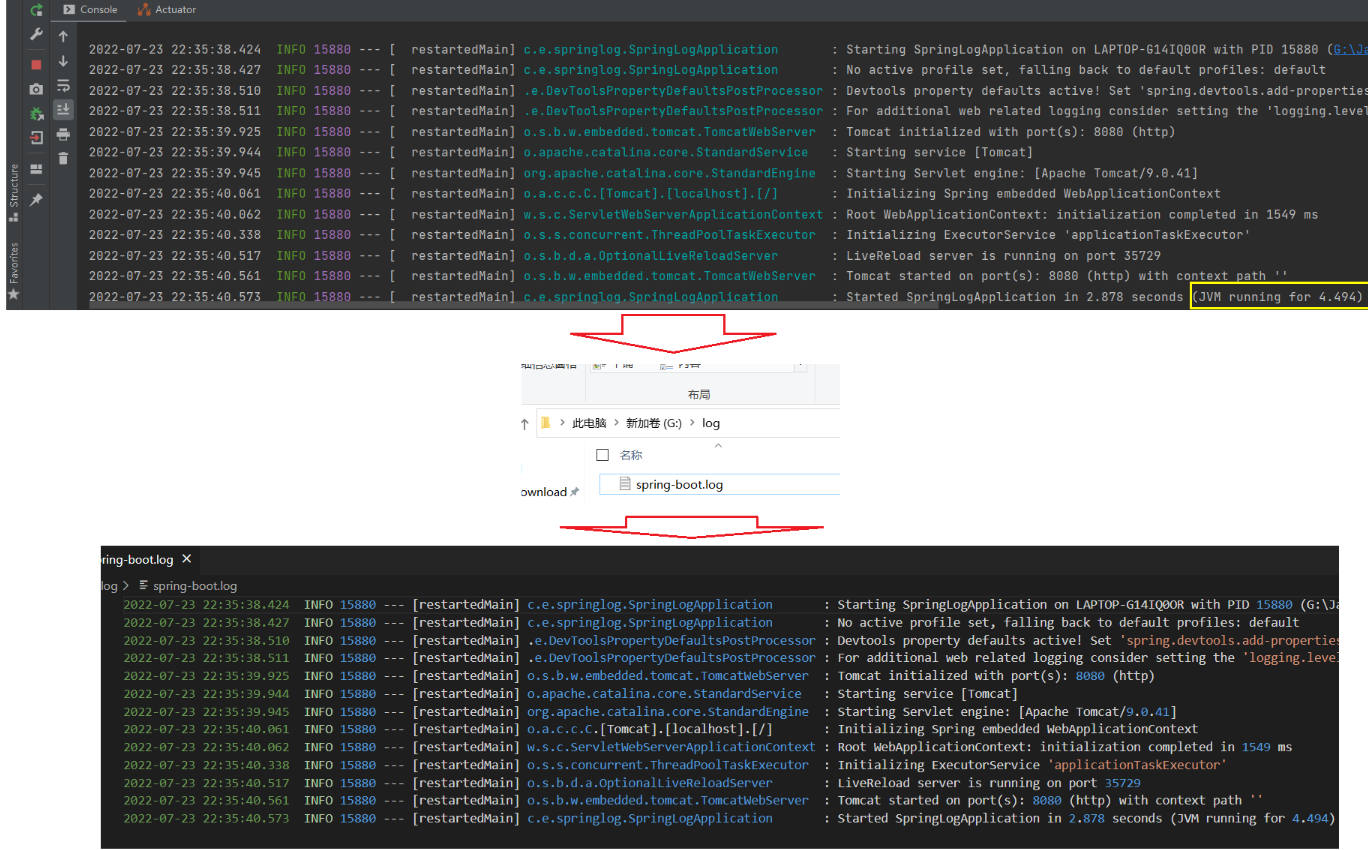 Console Actuator
2022-07-23 22:35:38.424 INFO 15880 --- [ restartedMain] c.e.springlog.SpringLogApplication : Starting SpringLogApplication on LAPTOP-G14IQ0OR with PID 15880 (G:\Ja
2022-07-23 22:35:38.427 INFO 15880 --- [ restartedMain] c.e.springlog.SpringLogApplication : No active profile set, falling back to default profiles: default
2022-07-23 22:35:38.510 INFO 15880 --- [ restartedMain] .e.DevToolsPropertyDefaultsPostProcessor : Devtools property defaults active! Set 'spring.devtools.add-properties
2022-07-23 22:35:38.511 INFO 15880 --- [ restartedMain] .e.DevToolsPropertyDefaultsPostProcessor : For additional web related logging consider setting the 'logging.level
2022-07-23 22:35:39.925 INFO 15880 --- [ restartedMain] o.s.b.w.embedded.tomcat.TomcatWebServer : Tomcat initialized with port(s): 8080 (http)
2022-07-23 22:35:39.944 INFO 15880 --- [ restartedMain] o.apache.catalina.core.StandardService : Starting service [Tomcat]
2022-07-23 22:35:39.945 INFO 15880 --- [ restartedMain] org.apache.catalina.core.StandardEngine : Starting Servlet engine: [Apache Tomcat/9.0.41]
2022-07-23 22:35:40.061 INFO 15880 --- [ restartedMain] o.a.c.c.C.[Tomcat].[localhost].[/] : Initializing Spring embedded WebApplicationContext
2022-07-23 22:35:40.062 INFO 15880 --- [ restartedMain] w.s.c.ServletWebServerApplicationContext : Root WebApplicationContext: initialization completed in 1549 ms
2022-07-23 22:35:40.338 INFO 15880 --- [ restartedMain] o.s.s.concurrent.ThreadPoolTaskExecutor : Initializing ExecutorService 'applicationTaskExecutor'
2022-07-23 22:35:40.517 INFO 15880 --- [ restartedMain] o.s.b.d.a.OptionalLiveReloadServer : LiveReload server is running on port 35729
2022-07-23 22:35:40.561 INFO 15880 --- [ restartedMain] o.s.b.w.embedded.tomcat.TomcatWebServer : Tomcat started on port(s): 8080 (http) with context path ''
2022-07-23 22:35:40.573 INFO 15880 --- [ restartedMain] c.e.springlog.SpringLogApplication : Started SpringLogApplication in 2.878 seconds (JVM running for 4.494)
Structure
Favorites
布局
此电脑 > 新加卷 (G:) > log
名称
spring-boot.log
ownload
ring-boot.log
log > spring-boot.log
2022-07-23 22:35:38.424 INFO 15880 --- [restartedMain] c.e.springlog.SpringLogApplication : Starting SpringLogApplication on LAPTOP-G14IQ0OR with PID 15880 (G:\Ja
2022-07-23 22:35:38.427 INFO 15880 --- [restartedMain] c.e.springlog.SpringLogApplication : No active profile set, falling back to default profiles: default
2022-07-23 22:35:38.510 INFO 15880 --- [restartedMain] .e.DevToolsPropertyDefaultsPostProcessor : Devtools property defaults active! Set 'spring.devtools.add-properties
2022-07-23 22:35:38.511 INFO 15880 --- [restartedMain] .e.DevToolsPropertyDefaultsPostProcessor : For additional web related logging consider setting the 'logging.level
2022-07-23 22:35:39.925 INFO 15880 --- [restartedMain] o.s.b.w.embedded.tomcat.TomcatWebServer : Tomcat initialized with port(s): 8080 (http)
2022-07-23 22:35:39.944 INFO 15880 --- [restartedMain] o.apache.catalina.core.StandardService : Starting service [Tomcat]
2022-07-23 22:35:39.945 INFO 15880 --- [restartedMain] org.apache.catalina.core.StandardEngine : Starting Servlet engine: [Apache Tomcat/9.0.41]
2022-07-23 22:35:40.061 INFO 15880 --- [restartedMain] o.a.c.c.C.[Tomcat].[localhost].[/] : Initializing Spring embedded WebApplicationContext
2022-07-23 22:35:40.062 INFO 15880 --- [restartedMain] w.s.c.ServletWebServerApplicationContext : Root WebApplicationContext: initialization completed in 1549 ms
2022-07-23 22:35:40.338 INFO 15880 --- [restartedMain] o.s.s.concurrent.ThreadPoolTaskExecutor : Initializing ExecutorService 'applicationTaskExecutor'
2022-07-23 22:35:40.517 INFO 15880 --- [restartedMain] o.s.b.d.a.OptionalLiveReloadServer : LiveReload server is running on port 35729
2022-07-23 22:35:40.561 INFO 15880 --- [restartedMain] o.s.b.w.embedded.tomcat.TomcatWebServer : Tomcat started on port(s): 8080 (http) with context path ''
2022-07-23 22:35:40.573 INFO 15880 --- [restartedMain] c.e.springlog.SpringLogApplication : Started SpringLogApplication in 2.878 seconds (JVM running for 4.494)